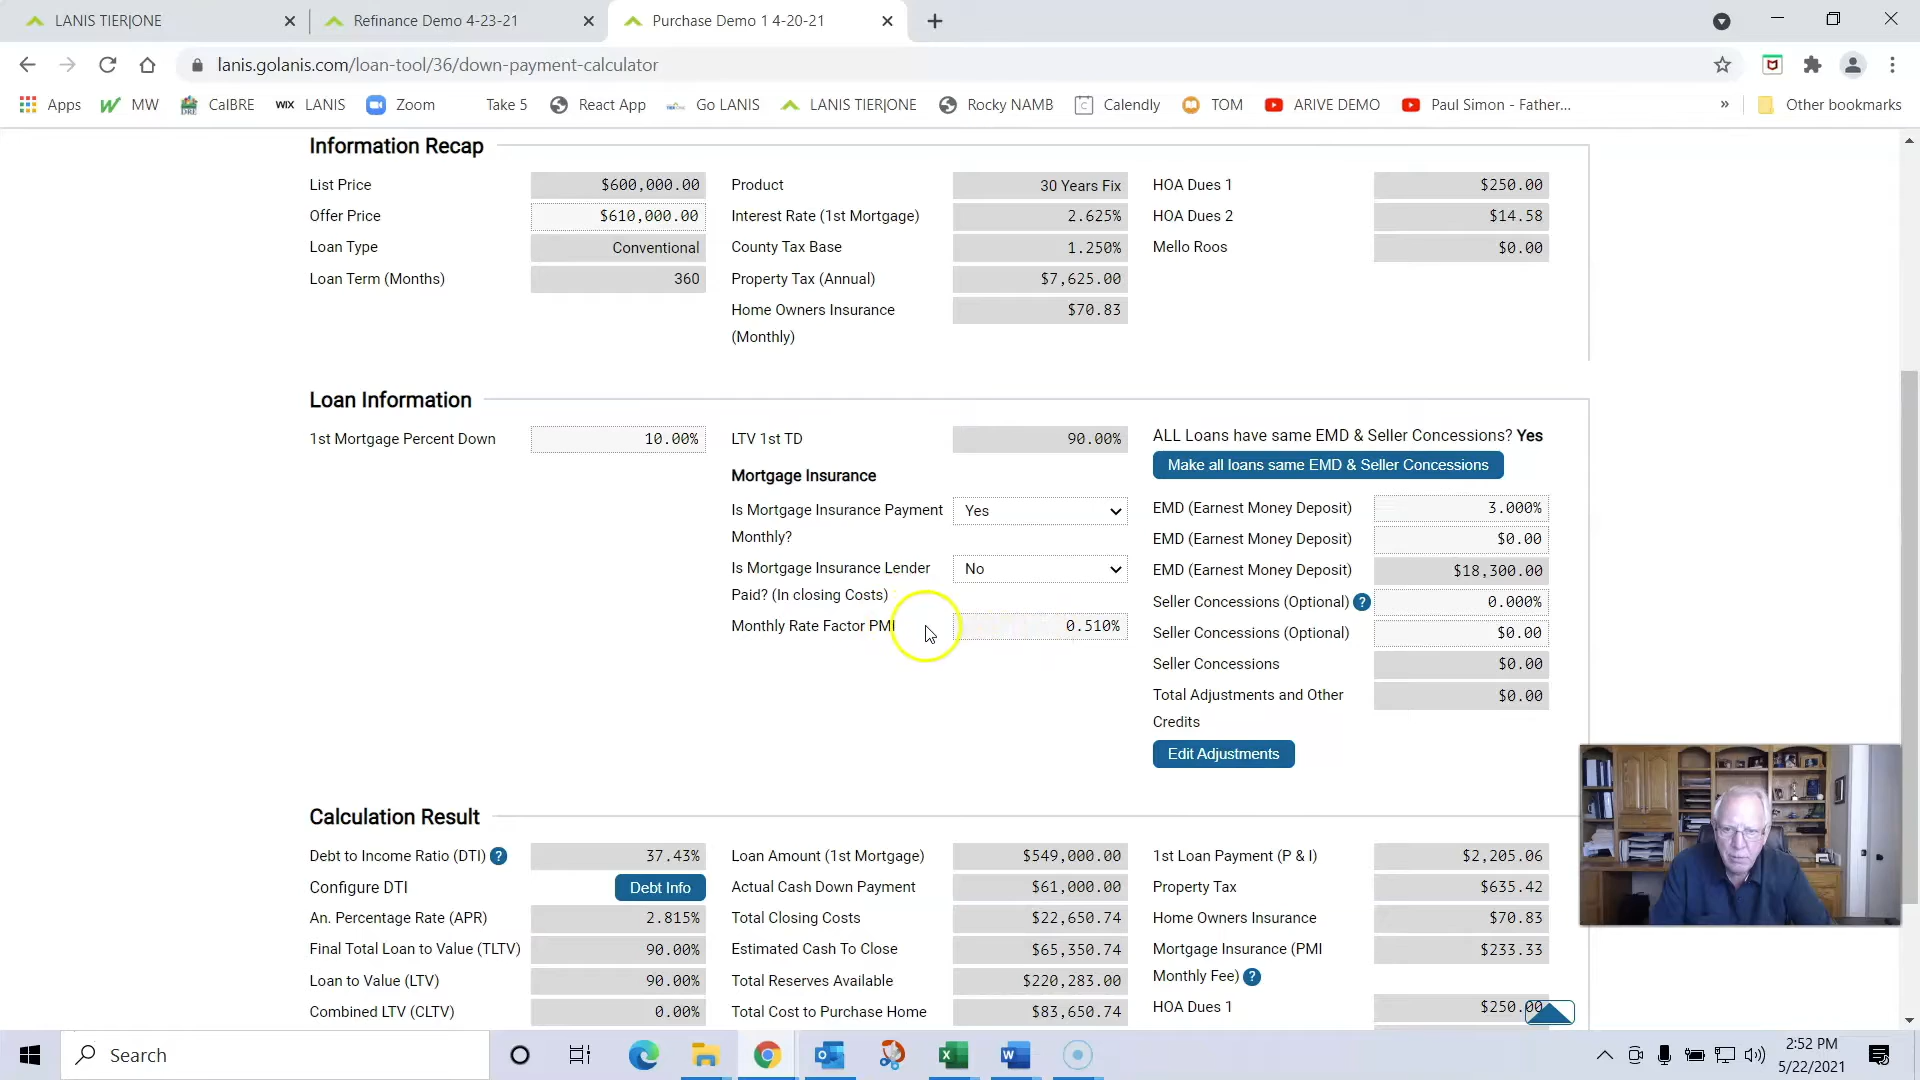 LANIS TIERJONE
Refinance Demo 4-23-21
Purchase Demo 1 4-20-21
lanis.golanis.com/loan-tool/36/down-payment-calculator
Apps MW CalBRE WIX LANIS Zoom Take 5 React App Go LANIS LANIS TIERJONE Rocky NAMB Calendly TOM ARIVE DEMO Paul Simon - Father... » Other bookmarks
Information Recap
List Price $600,000.00 Product 30 Years Fix HOA Dues 1 $250.00
Offer Price $610,000.00 Interest Rate (1st Mortgage) 2.625% HOA Dues 2 $14.58
Loan Type Conventional County Tax Base 1.250% Mello Roos $0.00
Loan Term (Months) 360 Property Tax (Annual) $7,625.00
Home Owners Insurance $70.83
(Monthly)
Loan Information
1st Mortgage Percent Down 10.00% LTV 1st TD 90.00% ALL Loans have same EMD & Seller Concessions? Yes
Make all loans same EMD & Seller Concessions
Mortgage Insurance
Is Mortgage Insurance Payment Yes EMD (Earnest Money Deposit) 3.000%
Monthly? EMD (Earnest Money Deposit) $0.00
Is Mortgage Insurance Lender No EMD (Earnest Money Deposit) $18,300.00
Paid? (In closing Costs) Seller Concessions (Optional) ? 0.000%
Monthly Rate Factor PMI 0.510% Seller Concessions (Optional) $0.00
Seller Concessions $0.00
Total Adjustments and Other $0.00
Credits
Edit Adjustments
Calculation Result
Debt to Income Ratio (DTI) ? 37.43% Loan Amount (1st Mortgage) $549,000.00 1st Loan Payment (P & I) $2,205.06
Configure DTI Debt Info Actual Cash Down Payment $61,000.00 Property Tax $635.42
An. Percentage Rate (APR) 2.815% Total Closing Costs $22,650.74 Home Owners Insurance $70.83
Final Total Loan to Value (TLTV) 90.00% Estimated Cash To Close $65,350.74 Mortgage Insurance (PMI $233.33
Loan to Value (LTV) 90.00% Total Reserves Available $220,283.00 Monthly Fee) ?
Combined LTV (CLTV) 0.00% Total Cost to Purchase Home $83,650.74 HOA Dues 1 $250.00
Search
2:52 PM
5/22/2021